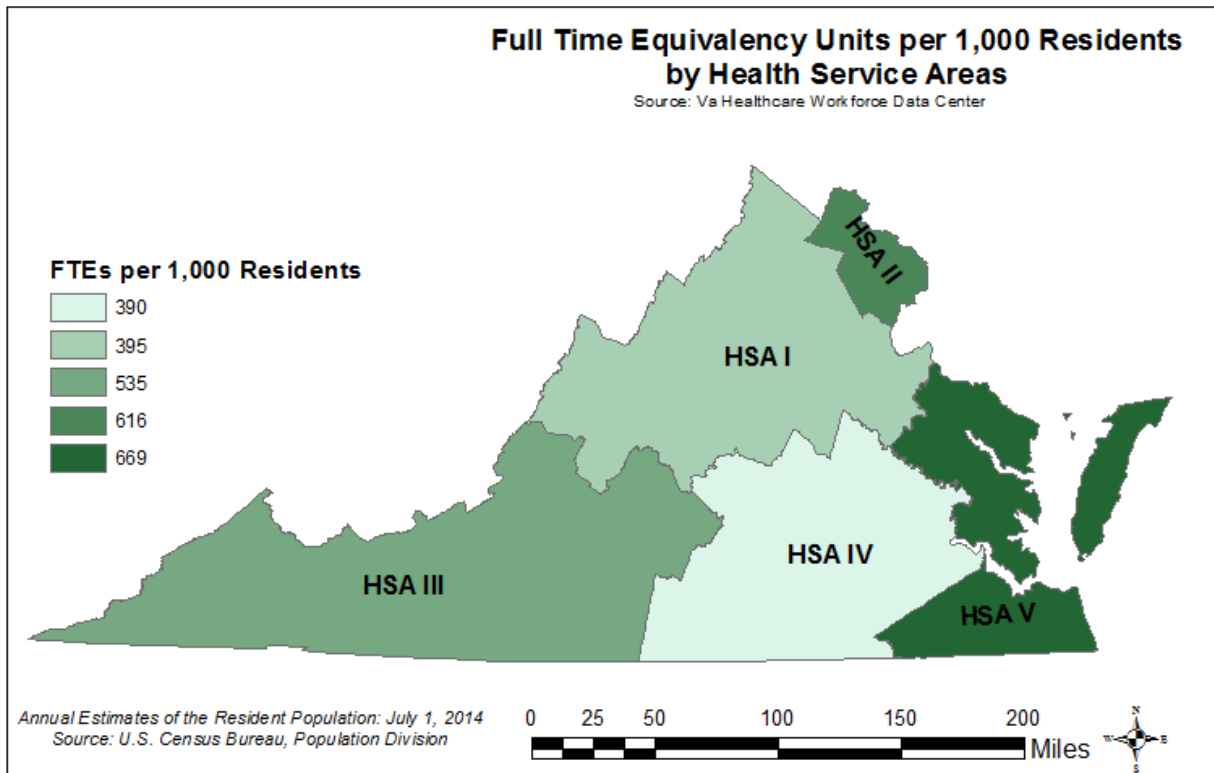 Full Time Equivalency Units per 1,000 Residents
by Health Service Areas
Source: Va Healthcare Workforce Data Center
HSA II
FTEs per 1,000 Residents
390
395
535
616
669
HSA I
HSA IV
HSA III
HSA V
Annual Estimates of the Resident Population: July 1, 2014
Source: U.S. Census Bureau, Population Division
0 25 50 100 150 200
Miles
N
W E
S